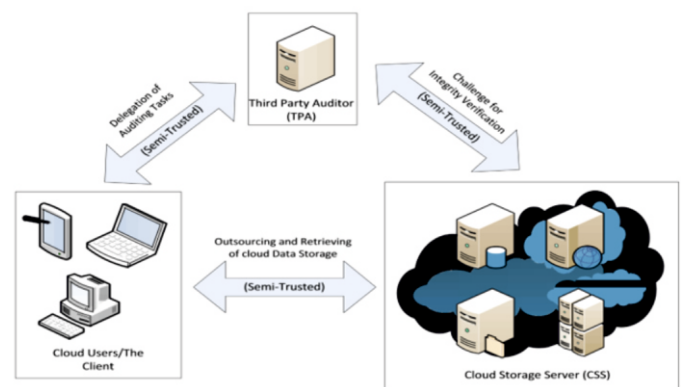 Third Party Auditor
(TPA)
Delegation of
Auditing Tasks
(Semi-Trusted)
Challenge for
Integrity Verification
(Semi-Trusted)
Outsourcing and Retrieving
of cloud Data Storage
(Semi-Trusted)
Cloud Users/The
Client
Cloud Storage Server (CSS)